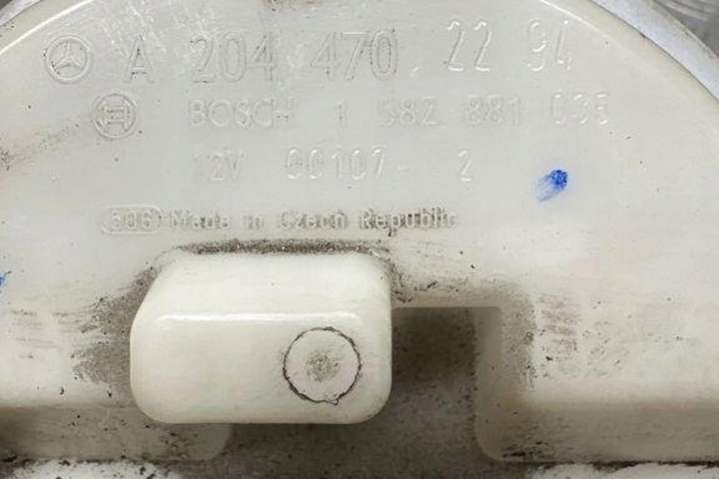 A 204 470 22 94
BOSCH 1 582 881 035
12V 00107- 2
Made in Czech Republic